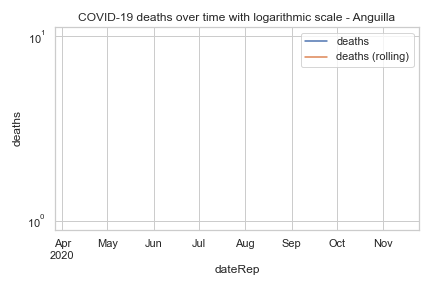 COVID-19 deaths over time with logarithmic scale - Anguilla
10¹
deaths
deaths (rolling)
deaths
10⁰
Apr May Jun Jul Aug Sep Oct Nov
2020
dateRep